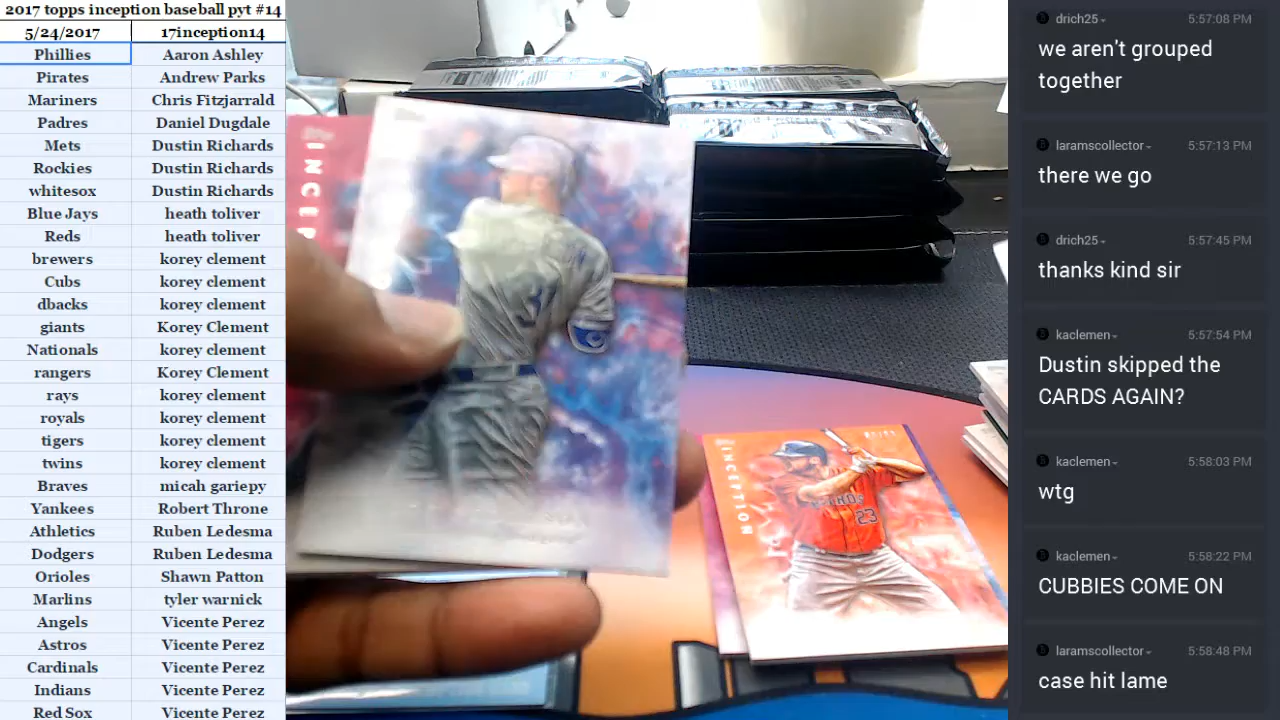 2017 topps inception baseball pyt #14
5/24/2017 17inception14
Phillies Aaron Ashley
Pirates Andrew Parks
Mariners Chris Fitzjarrald
Padres Daniel Dugdale
Mets Dustin Richards
Rockies Dustin Richards
whitesox Dustin Richards
Blue Jays heath toliver
Reds heath toliver
brewers korey clement
Cubs korey clement
dbacks korey clement
giants Korey Clement
Nationals korey clement
rangers Korey Clement
rays korey clement
royals korey clement
tigers korey clement
twins korey clement
Braves micah gariepy
Yankees Robert Throne
Athletics Ruben Ledesma
Dodgers Ruben Ledesma
Orioles Shawn Patton
Marlins tyler warnick
Angels Vicente Perez
Astros Vicente Perez
Cardinals Vicente Perez
Indians Vicente Perez
Red Sox Vicente Perez
INCEPTION
23
drich25 5:57:08 PM
we aren't grouped
together
laramscollector 5:57:13 PM
there we go
drich25 5:57:45 PM
thanks kind sir
kaclemen 5:57:54 PM
Dustin skipped the
CARDS AGAIN?
kaclemen 5:58:03 PM
wtg
kaclemen 5:58:22 PM
CUBBIES COME ON
laramscollector 5:58:48 PM
case hit lame